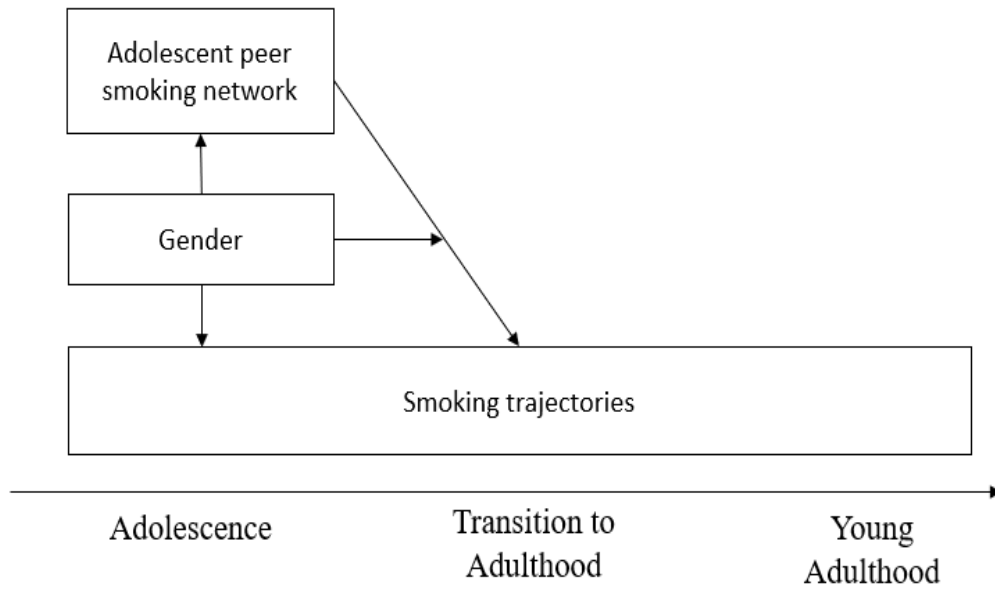 Adolescent peer
smoking network
Gender
Smoking trajectories
Adolescence
Transition to
Adulthood
Young
Adulthood